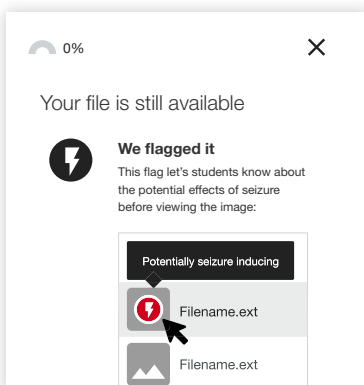 0%
Your file is still available
We flagged it
This flag let's students know about
the potential effects of seizure
before viewing the image:
Potentially seizure inducing
Filename.ext
Filename.ext